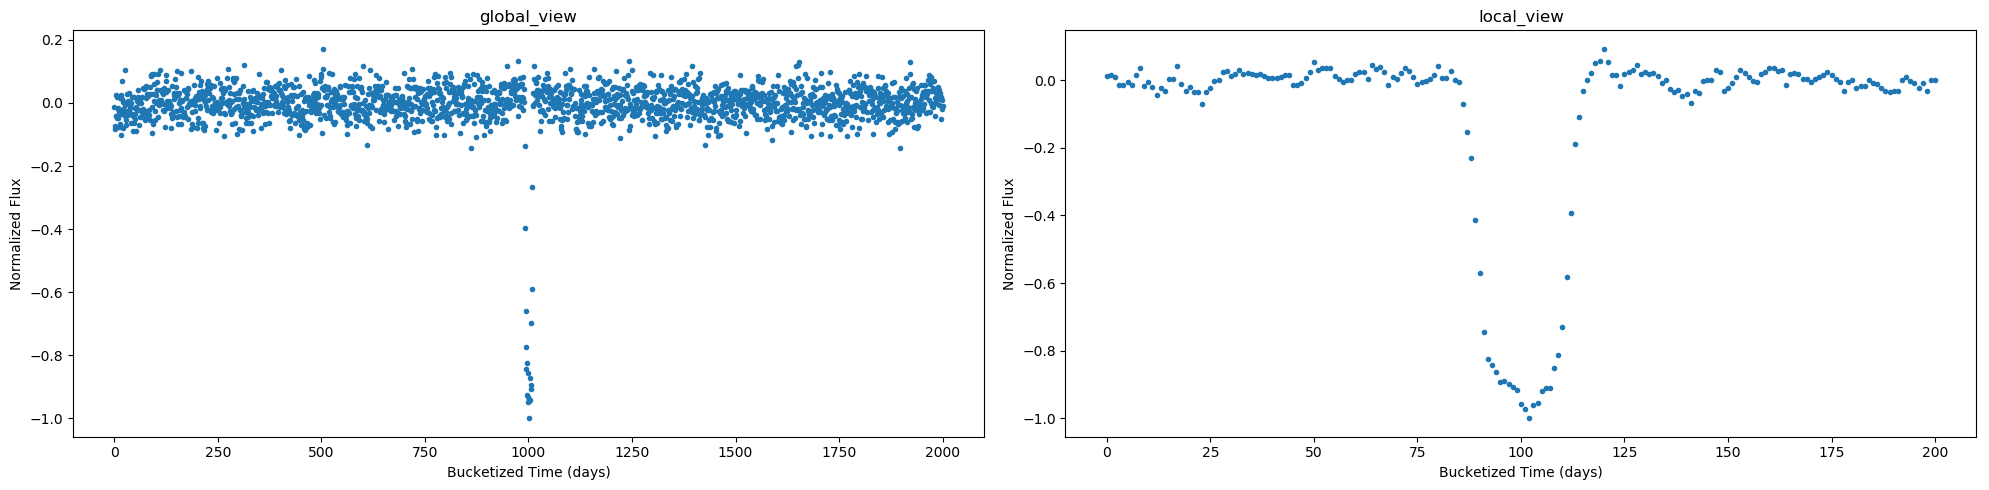 global_view
Normalized Flux
0.2
0.0
−0.2
−0.4
−0.6
−0.8
−1.0
0 250 500 750 1000 1250 1500 1750 2000
Bucketized Time (days)
local_view
Normalized Flux
0.0
−0.2
−0.4
−0.6
−0.8
−1.0
0 25 50 75 100 125 150 175 200
Bucketized Time (days)